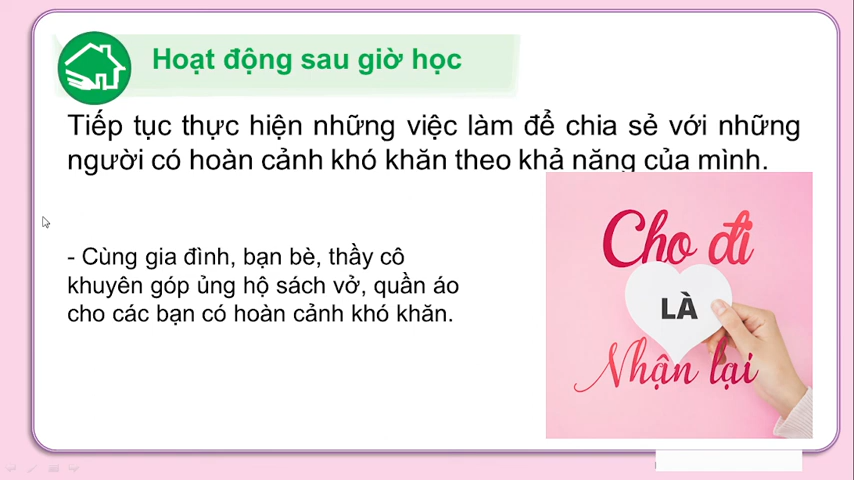 Hoạt động sau giờ học
Tiếp tục thực hiện những việc làm để chia sẻ với những
người có hoàn cảnh khó khăn theo khả năng của mình.
- Cùng gia đình, bạn bè, thầy cô
khuyên góp ủng hộ sách vở, quần áo
cho các bạn có hoàn cảnh khó khăn.
Cho đi
LÀ
Nhận lại